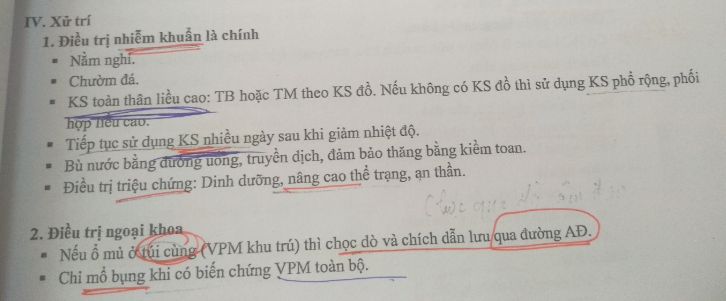 IV. Xử trí
1. Điều trị nhiễm khuẩn là chính
▪ Nằm nghỉ.
▪ Chườm đá.
▪ KS toàn thân liều cao: TB hoặc TM theo KS đồ. Nếu không có KS đồ thì sử dụng KS phổ rộng, phối
hợp liều cao.
▪ Tiếp tục sử dụng KS nhiều ngày sau khi giảm nhiệt độ.
▪ Bù nước bằng đường uống, truyền dịch, đảm bảo thăng bằng kiềm toan.
▪ Điều trị triệu chứng: Dinh dưỡng, nâng cao thể trạng, an thần.
2. Điều trị ngoại khoa
▪ Nếu ổ mủ ở túi cùng (VPM khu trú) thì chọc dò và chích dẫn lưu qua đường AĐ.
▪ Chỉ mổ bụng khi có biến chứng VPM toàn bộ.